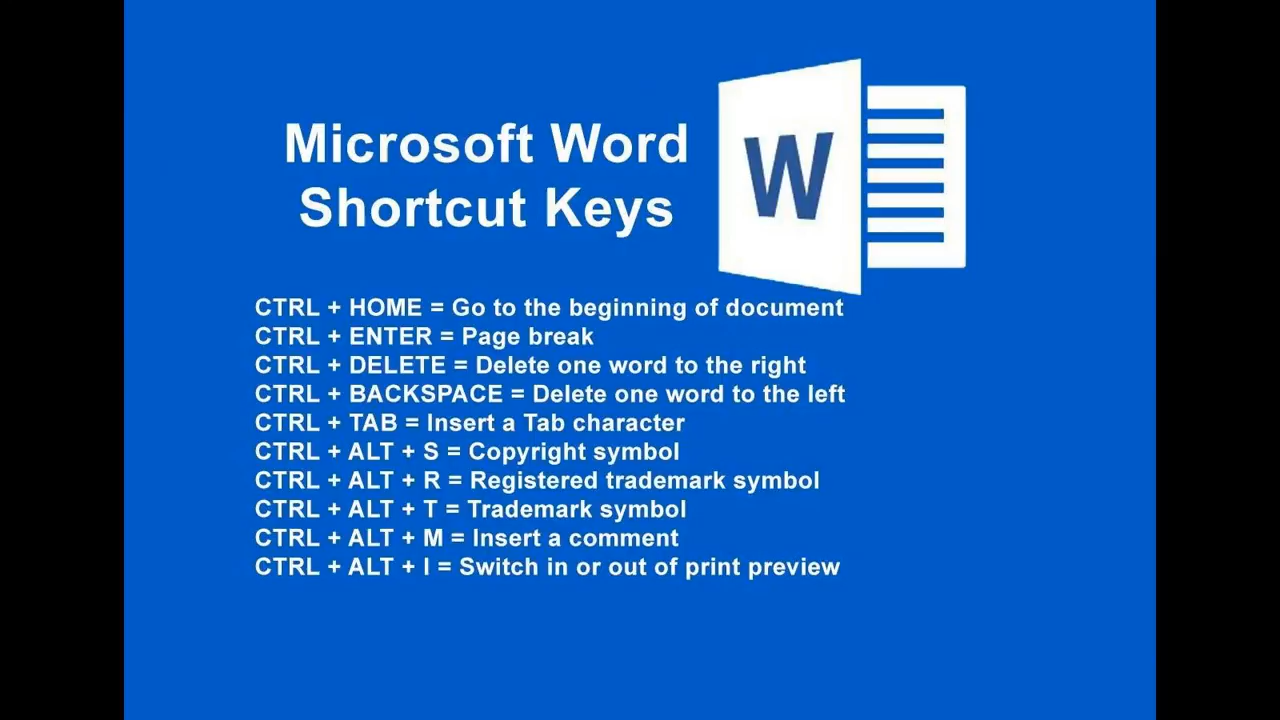 Microsoft Word
Shortcut Keys
W
CTRL + HOME = Go to the beginning of document
CTRL + ENTER = Page break
CTRL + DELETE = Delete one word to the right
CTRL + BACKSPACE = Delete one word to the left
CTRL + TAB = Insert a Tab character
CTRL + ALT + S = Copyright symbol
CTRL + ALT + R = Registered trademark symbol
CTRL + ALT + T = Trademark symbol
CTRL + ALT + M = Insert a comment
CTRL + ALT + I = Switch in or out of print preview